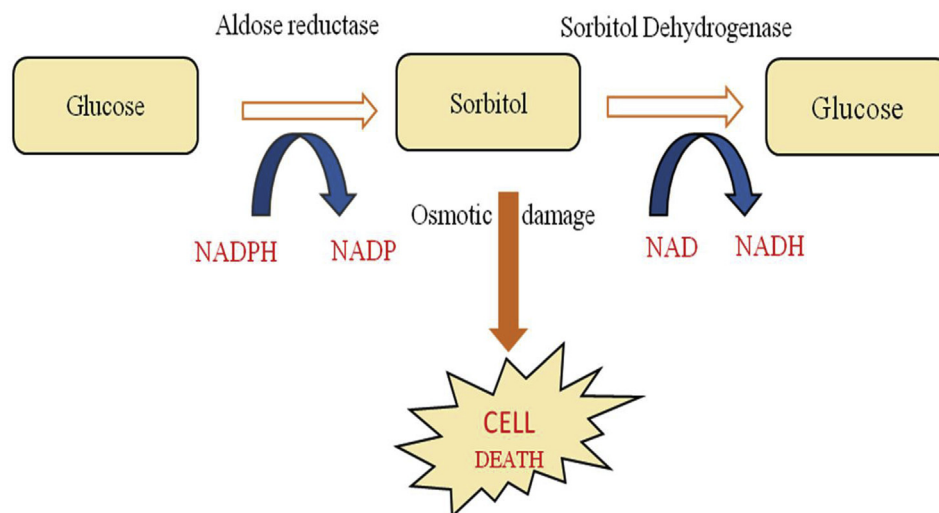 Aldose reductase
Sorbitol Dehydrogenase
Glucose
Sorbitol
Glucose
Osmotic damage
NADPH
NADP
NAD
NADH
CELL
DEATH